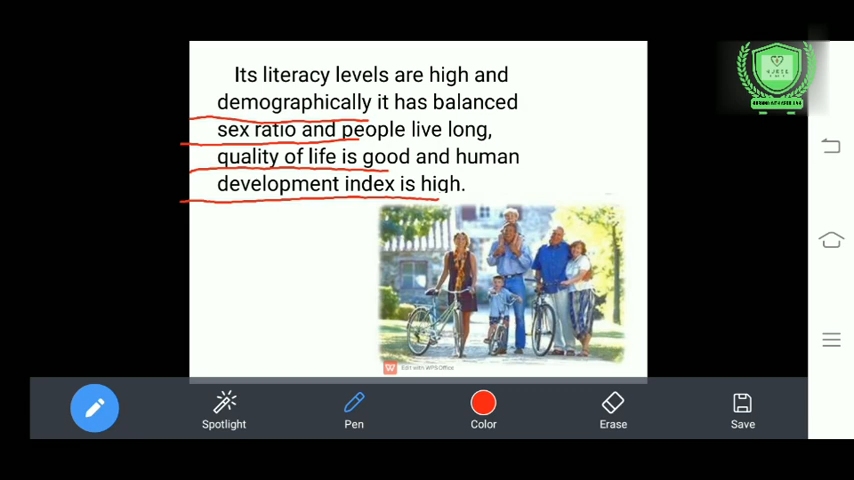 Its literacy levels are high and
demographically it has balanced
sex ratio and people live long,
quality of life is good and human
development index is high.
Edit with WPS Office
Spotlight
Pen
Color
Erase
Save